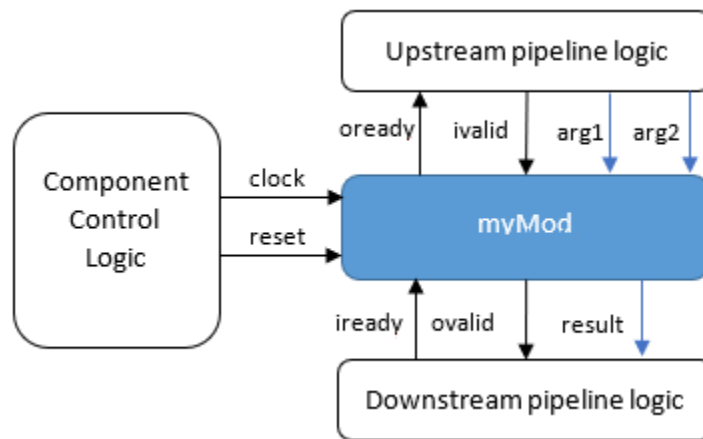 Upstream pipeline logic
oready
ivalid
arg1
arg2
Component
Control
Logic
clock
reset
myMod
iready
ovalid
result
Downstream pipeline logic